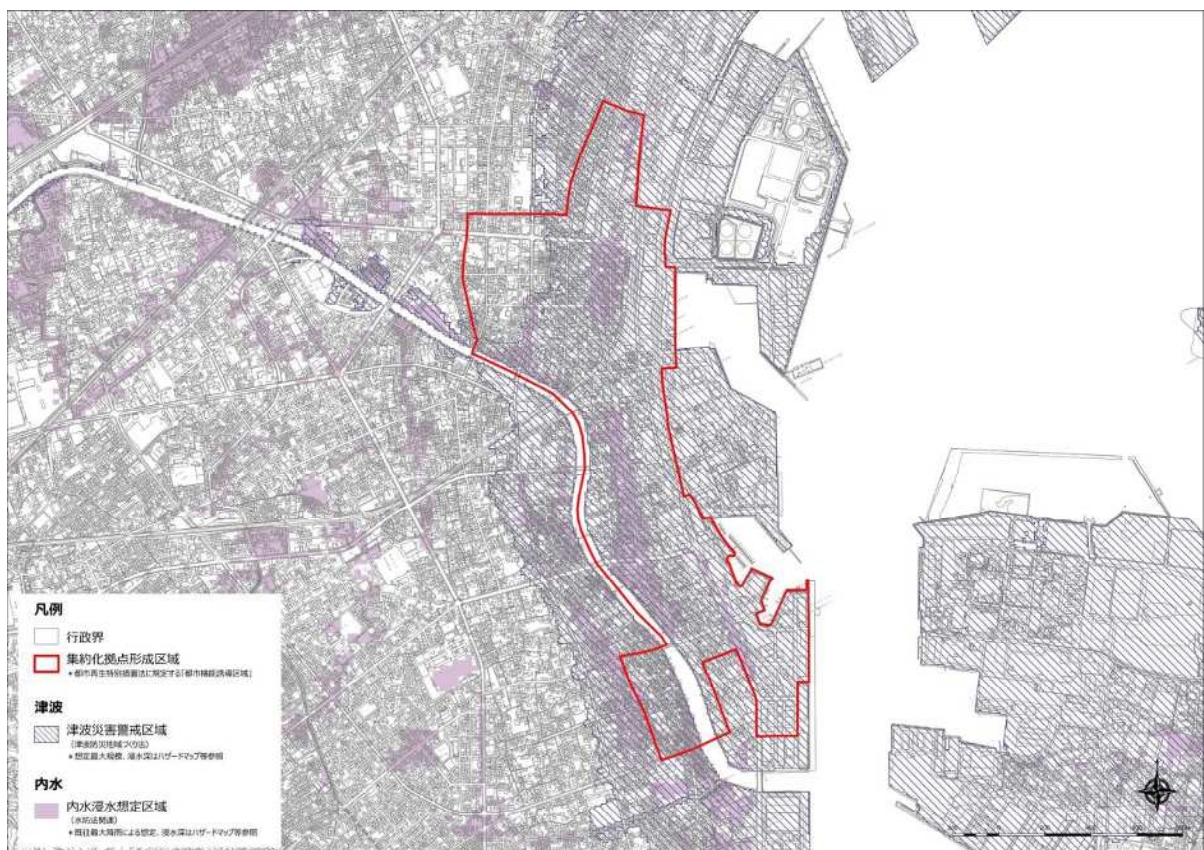 凡例
行政界
集約化拠点形成区域
＊都市再生特別措置法に規定する「都市機能誘導区域」
津波
津波災害警戒区域
（津波防災地域づくり法）
＊想定最大規模、浸水深はハザードマップ等参照
内水
内水浸水想定区域
（水防法関連）
＊既往最大降雨による想定、浸水深はハザードマップ等参照